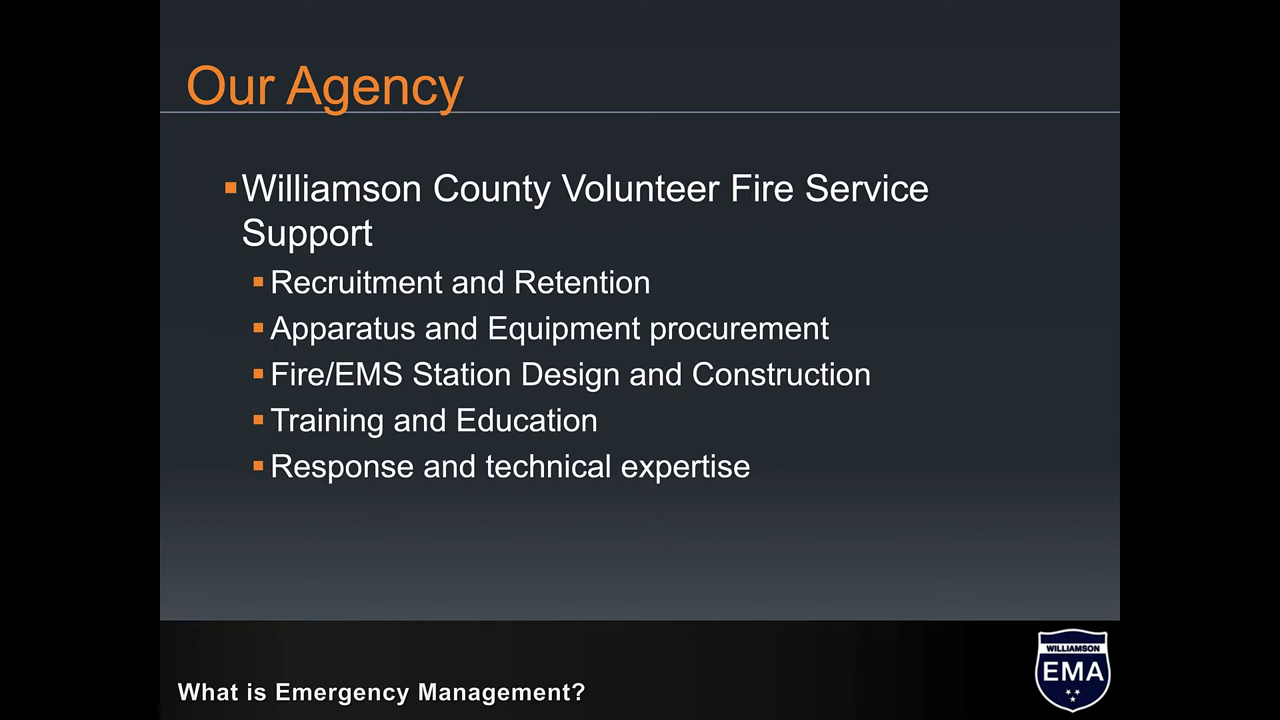 Our Agency
Williamson County Volunteer Fire Service
Support
Recruitment and Retention
Apparatus and Equipment procurement
Fire/EMS Station Design and Construction
Training and Education
Response and technical expertise
What is Emergency Management?
WILLIAMSON
EMA